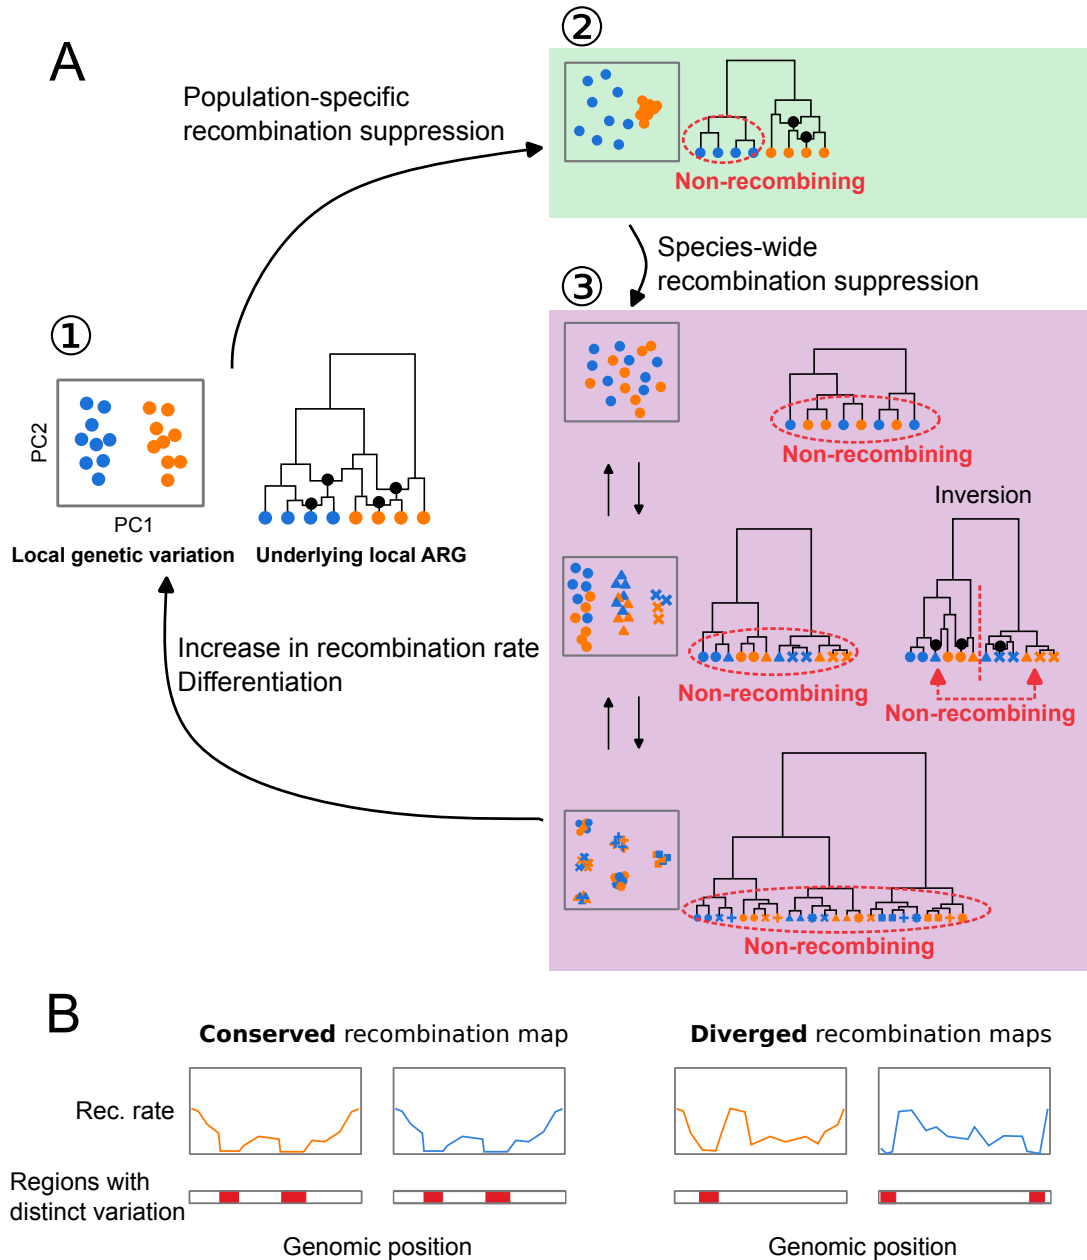 A
②
Population-specific
recombination suppression
Non-recombining
Species-wide
recombination suppression
③
①
PC2
PC1
Local genetic variation
Underlying local ARG
Non-recombining
Inversion
Increase in recombination rate
Differentiation
Non-recombining
Non-recombining
Non-recombining
B
Conserved recombination map
Diverged recombination maps
Rec. rate
Regions with
distinct variation
Genomic position
Genomic position